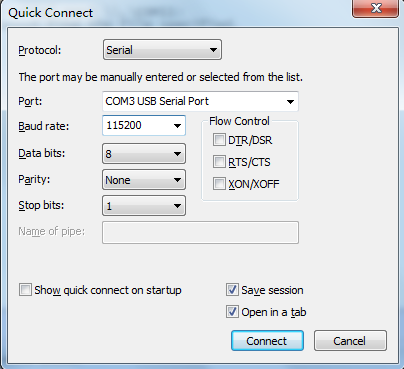 Quick Connect
Protocol: Serial
The port may be manually entered or selected from the list.
Port: COM3 USB Serial Port
Baud rate: 115200
Flow Control
DTR/DSR
Data bits: 8
RTS/CTS
Parity: None
XON/XOFF
Stop bits: 1
Name of pipe:
Show quick connect on startup
Save session
Open in a tab
Connect
Cancel